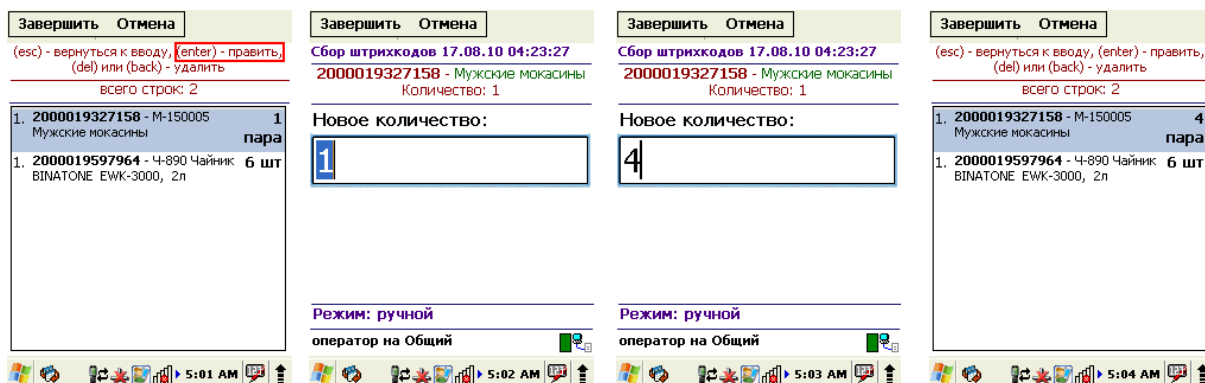 Завершить Отмена
(esc) - вернуться к вводу, (enter) - править,
(del) или (back) - удалить
всего строк: 2
1. 2000019327158 - М-150005 1
Мужские мокасины пара
1. 2000019597964 - Ч-890 Чайник 6 шт
BINATONE EWK-3000, 2л
5:01 AM
Завершить Отмена
Сбор штрихкодов 17.08.10 04:23:27
2000019327158 - Мужские мокасины
Количество: 1
Новое количество:
1
Режим: ручной
оператор на Общий
5:02 AM
Завершить Отмена
Сбор штрихкодов 17.08.10 04:23:27
2000019327158 - Мужские мокасины
Количество: 1
Новое количество:
4
Режим: ручной
оператор на Общий
5:03 AM
Завершить Отмена
(esc) - вернуться к вводу, (enter) - править,
(del) или (back) - удалить
всего строк: 2
1. 2000019327158 - М-150005 4
Мужские мокасины пара
1. 2000019597964 - Ч-890 Чайник 6 шт
BINATONE EWK-3000, 2л
5:04 AM